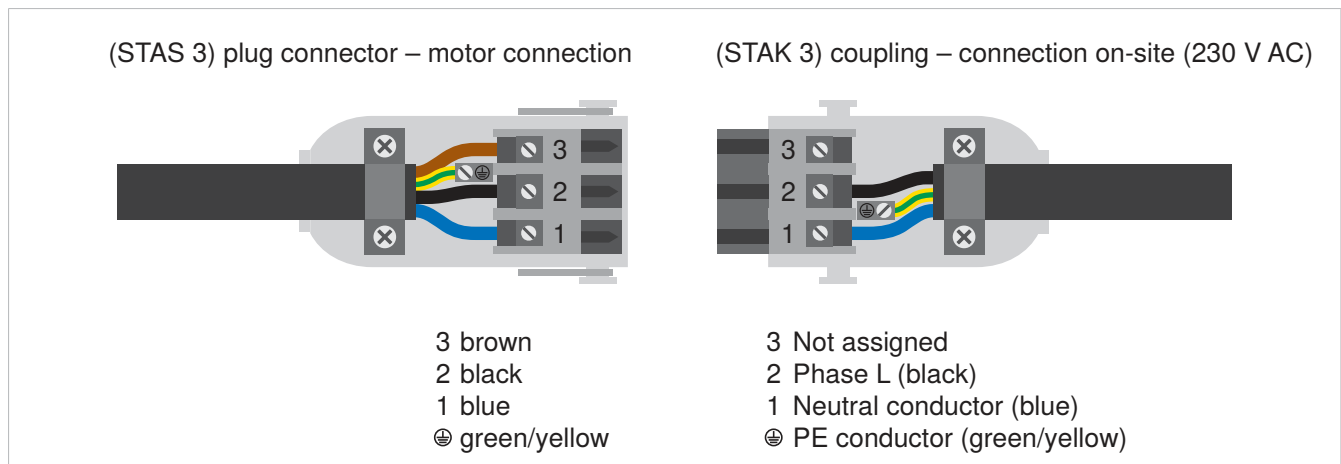 (STAS 3) plug connector – motor connection
3
2
1
3 brown
2 black
1 blue
⏚ green/yellow
(STAK 3) coupling – connection on-site (230 V AC)
3
2
1
3 Not assigned
2 Phase L (black)
1 Neutral conductor (blue)
⏚ PE conductor (green/yellow)